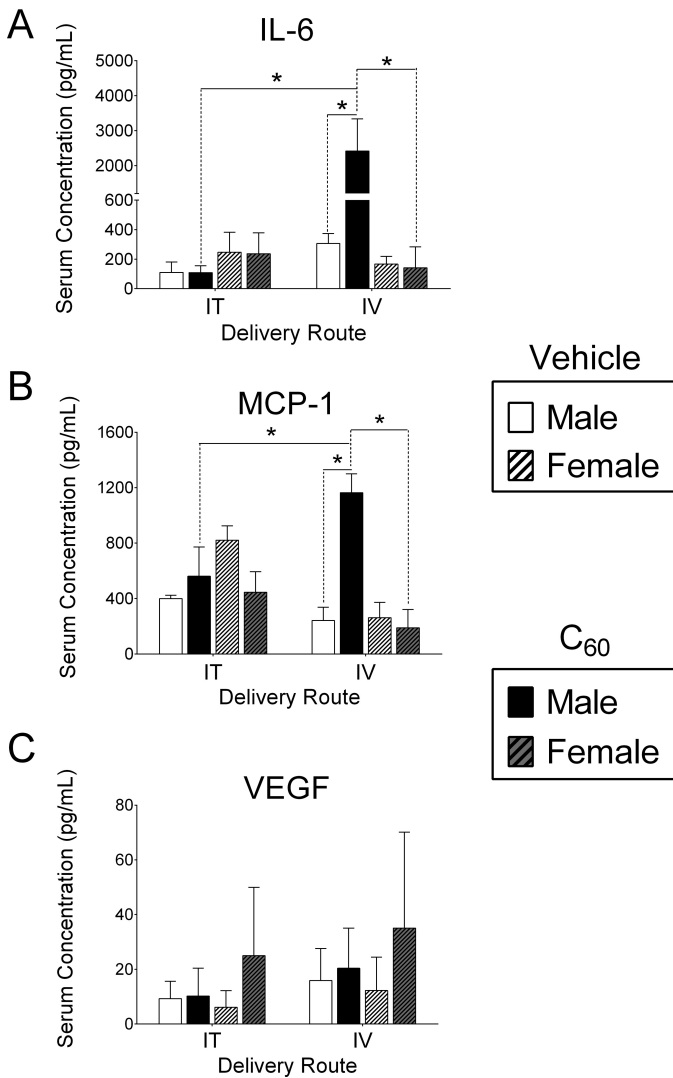 A
IL-6
Serum Concentration (pg/mL)
5000
4000
3000
2000
600
400
200
0
*
*
*
IT
IV
Delivery Route
B
MCP-1
Serum Concentration (pg/mL)
1600
1200
800
400
0
*
*
*
IT
IV
Delivery Route
Vehicle
Male
Female
C60
Male
Female
C
VEGF
Serum Concentration (pg/mL)
80
60
40
20
0
IT
IV
Delivery Route